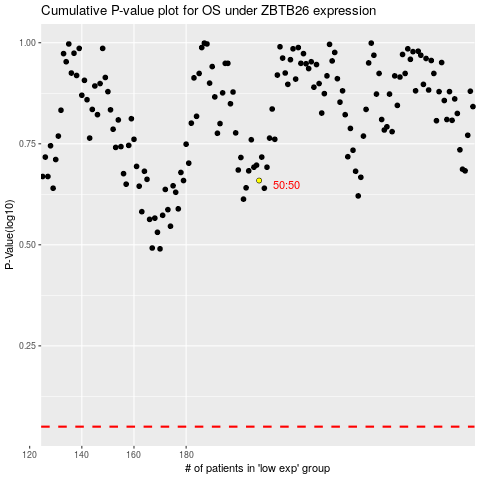 Cumulative P-value plot for OS under ZBTB26 expression
1.00
0.75
0.50
0.25
P-Value(log10)
50:50
120 140 160 180
# of patients in 'low exp' group